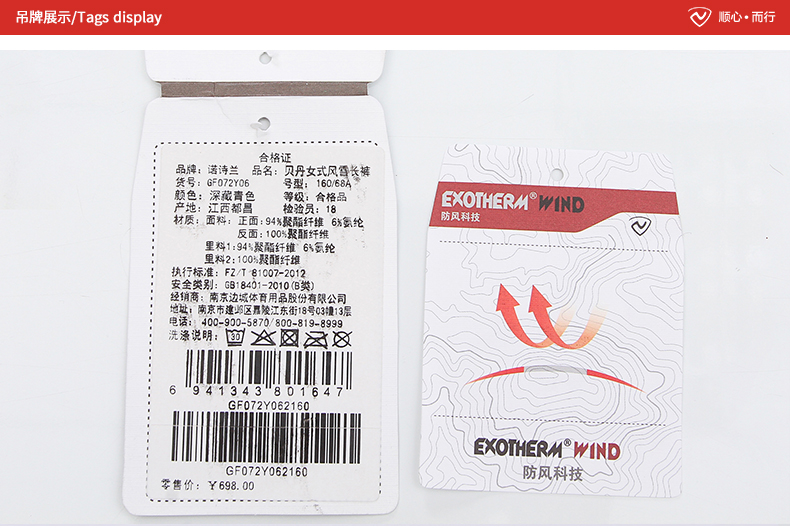 吊牌展示/Tags display
顺心•而行
合格证
品牌：诺诗兰 品名：贝丹女式风雪长裤
货号：GF072Y06 号型：160/68A
颜色：深藏青色 等级：合格品
产地：江西都昌 检验员：18
材质：面料：正面：94%聚酯纤维 6%氨纶
反面：100%聚酯纤维
里料1：94%聚酯纤维 6%氨纶
里料2：100%聚酯纤维
执行标准：FZ/T 81007-2012
安全类别：GB18401-2010(B类)
经销商：南京边城体育用品股份有限公司
地址：南京市建邺区嘉陵江东街18号03幢13层
电话：400-900-5870/800-819-8999
洗涤说明：
30
6 941343 801647
GF072Y062160
GF072Y062160
零售价：￥698.00
EXOTHERM® WIND
防风科技
EXOTHERM® WIND
防风科技